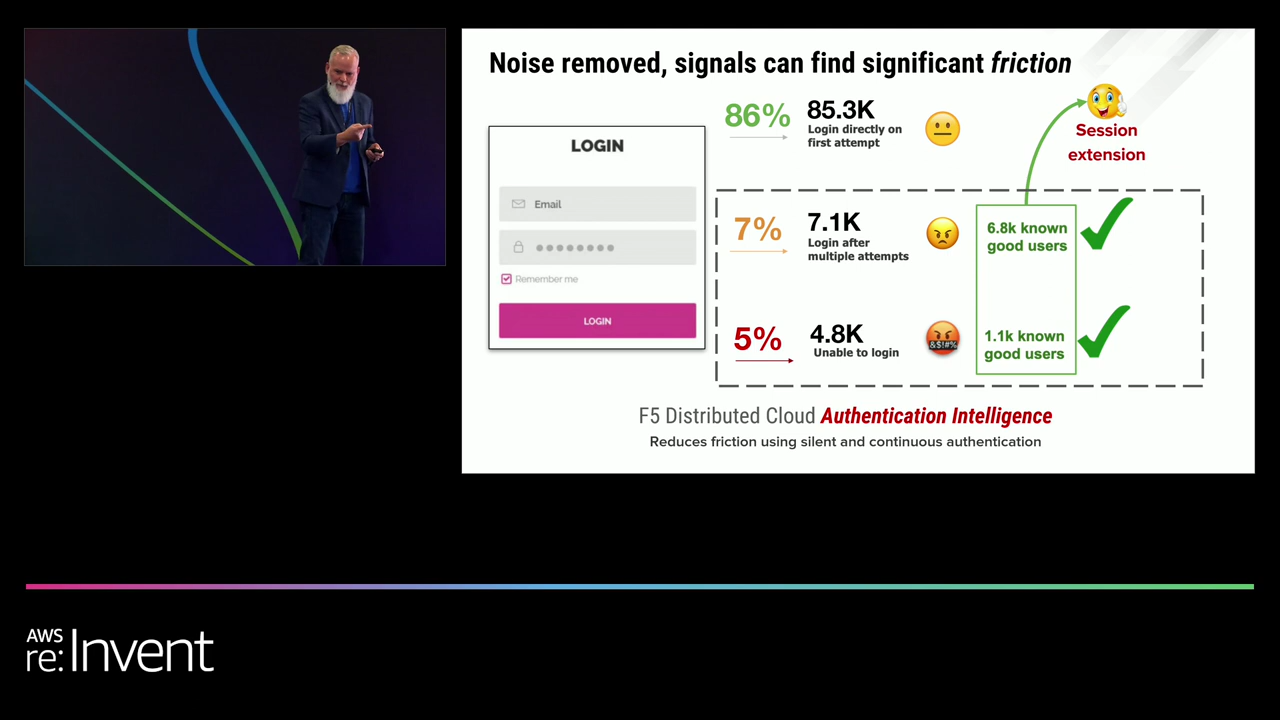 Noise removed, signals can find significant friction
LOGIN
Email
Remember me
LOGIN
86%
85.3K
Login directly on
first attempt
7%
7.1K
Login after
multiple attempts
5%
4.8K
Unable to login
&$!#%
6.8k known
good users
1.1k known
good users
Session
extension
F5 Distributed Cloud Authentication Intelligence
Reduces friction using silent and continuous authentication
AWS
re:Invent